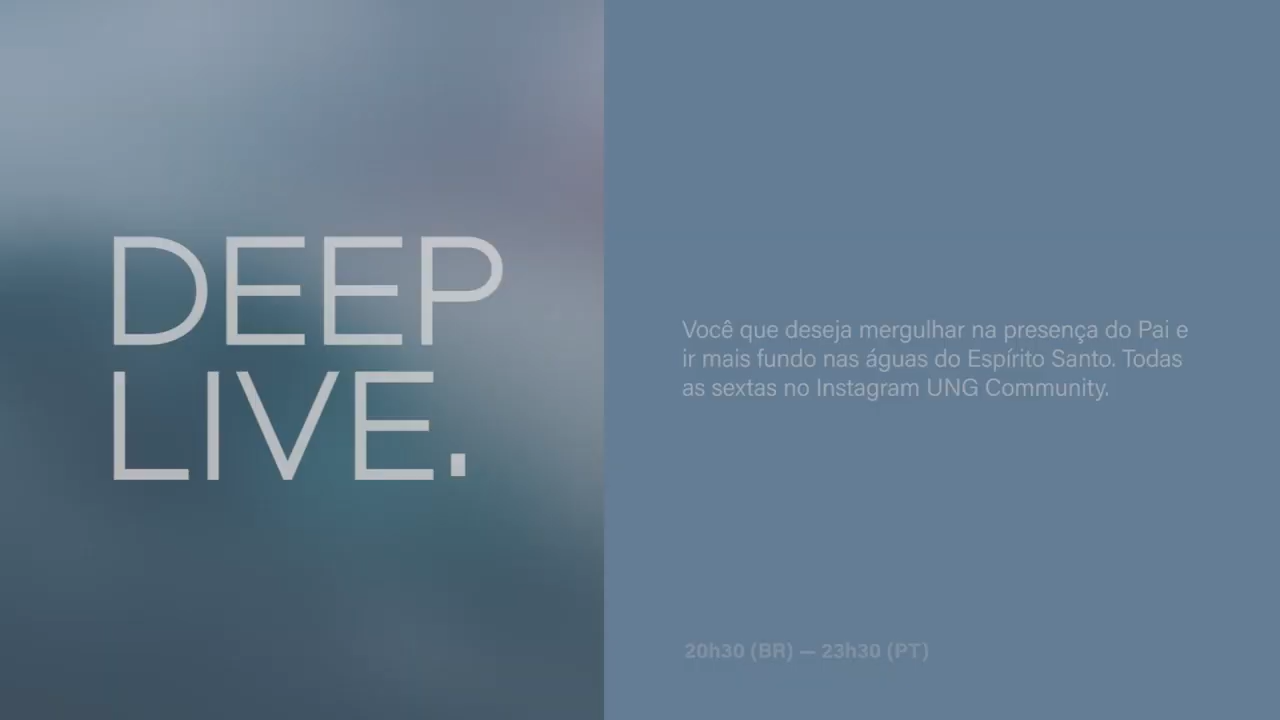 DEEP
LIVE.
Você que deseja mergulhar na presença do Pai e
ir mais fundo nas águas do Espírito Santo. Todas
as sextas no Instagram UNG Community.
20h30 (BR) — 23h30 (PT)